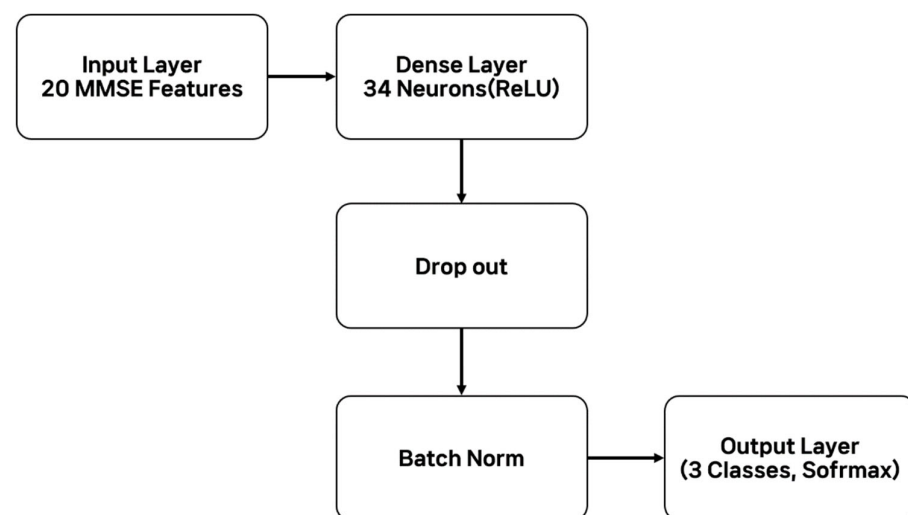 Input Layer
20 MMSE Features
Dense Layer
34 Neurons(ReLU)
Drop out
Batch Norm
Output Layer
(3 Classes, Sofrmax)